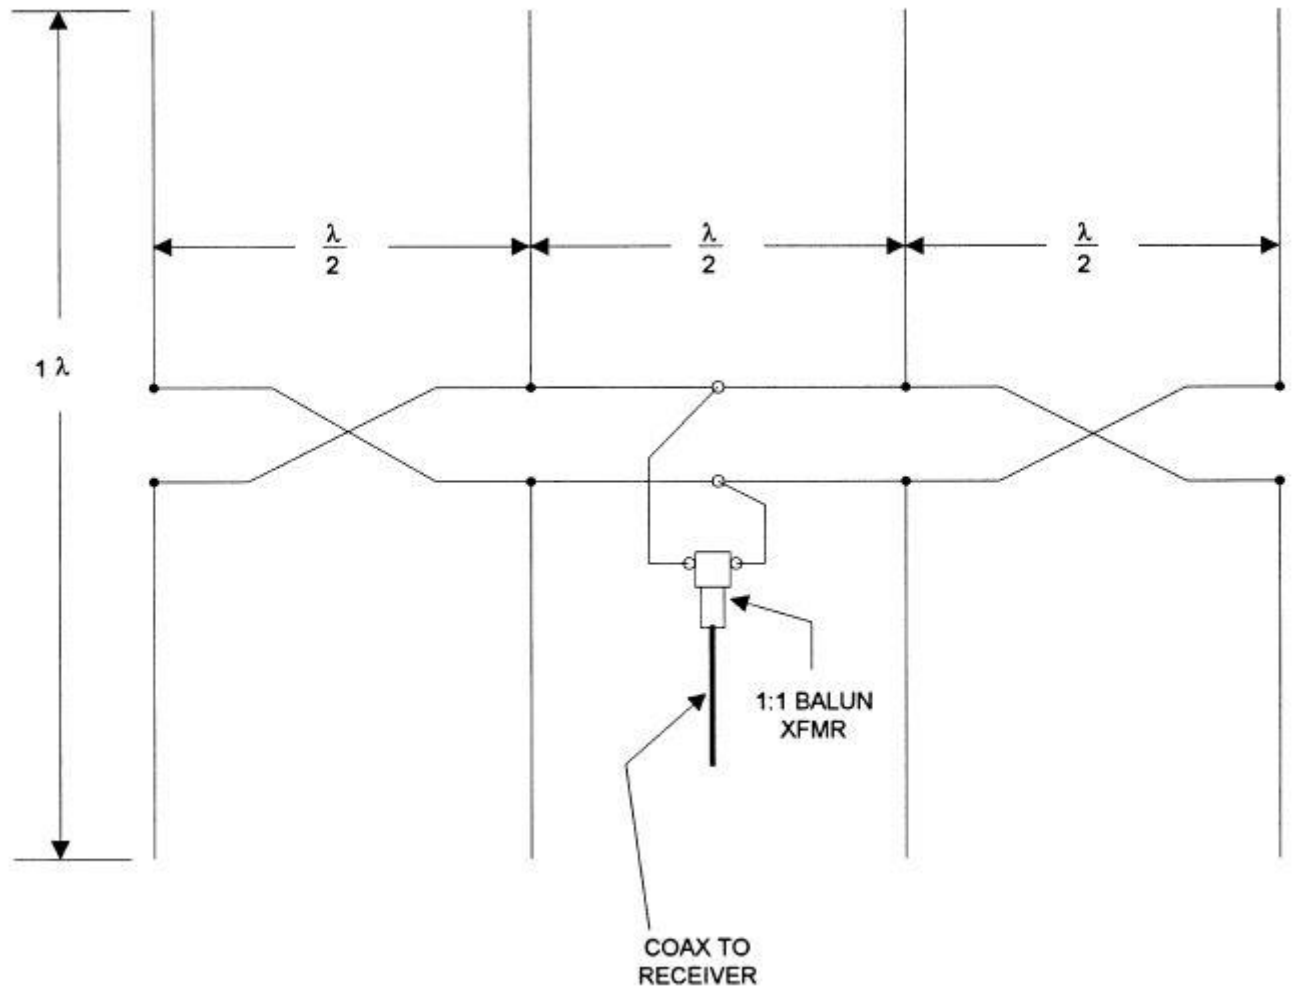 λ
2
λ
2
λ
2
1 λ
1:1 BALUN
XFMR
COAX TO
RECEIVER